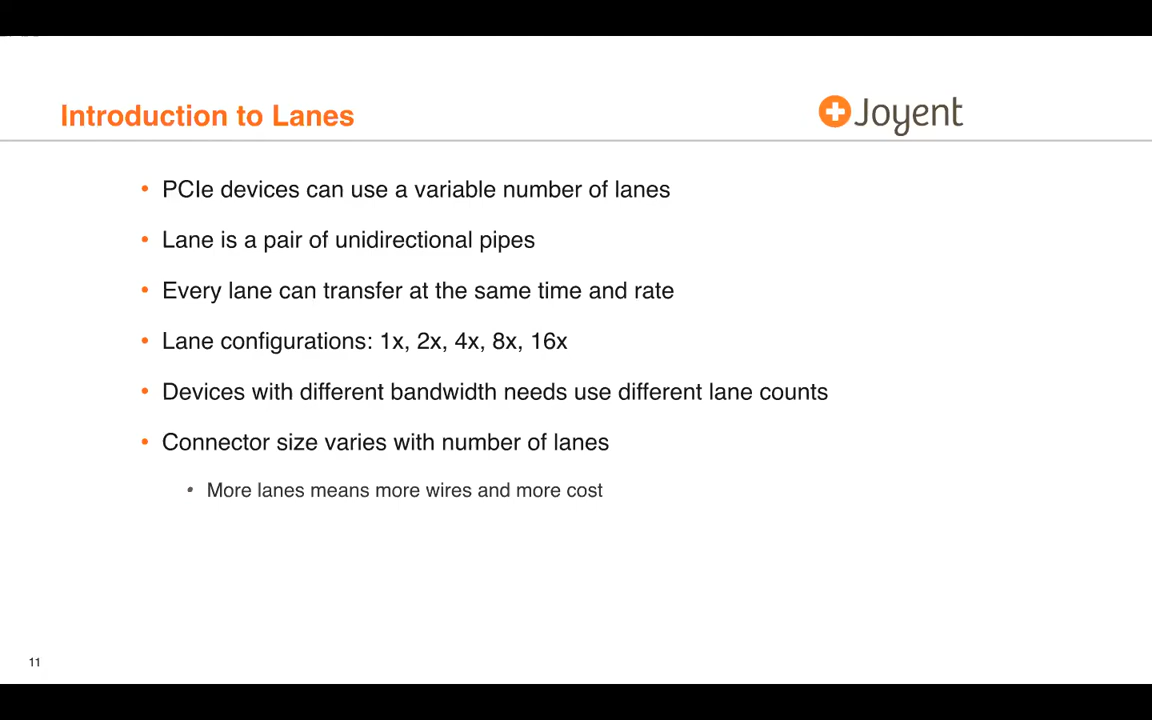 Introduction to Lanes
Joyent
• PCIe devices can use a variable number of lanes
• Lane is a pair of unidirectional pipes
• Every lane can transfer at the same time and rate
• Lane configurations: 1x, 2x, 4x, 8x, 16x
• Devices with different bandwidth needs use different lane counts
• Connector size varies with number of lanes
• More lanes means more wires and more cost
11